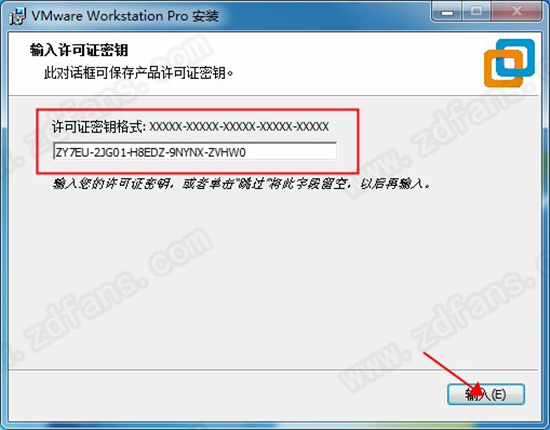 VMware Workstation Pro 安装
输入许可证密钥
此对话框可保存产品许可证密钥。
许可证密钥格式: XXXXX-XXXXX-XXXXX-XXXXX-XXXXX
ZY7EU-2JG01-H8EDZ-9NYNX-ZVHW0
输入您的许可证密钥，或者单击“跳过”将此字段留空，以后再输入。
输入(E)
www.zdfans.com
www.zdfans.com